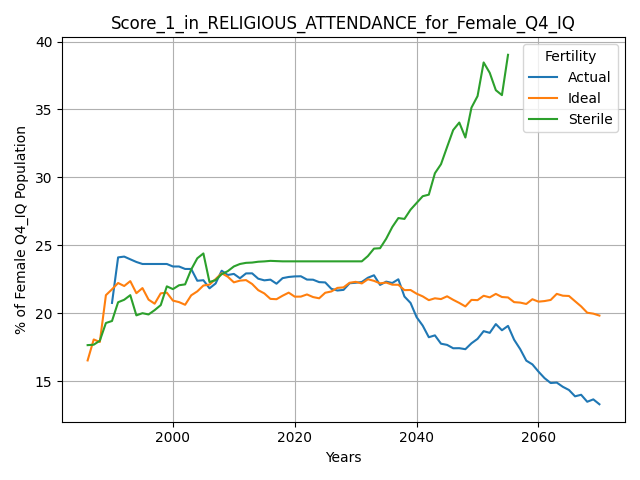 Score_1_in_RELIGIOUS_ATTENDANCE_for_Female_Q4_IQ
% of Female Q4_IQ Population
40
35
30
25
20
15
Fertility
Actual
Ideal
Sterile
2000
2020
2040
2060
Years